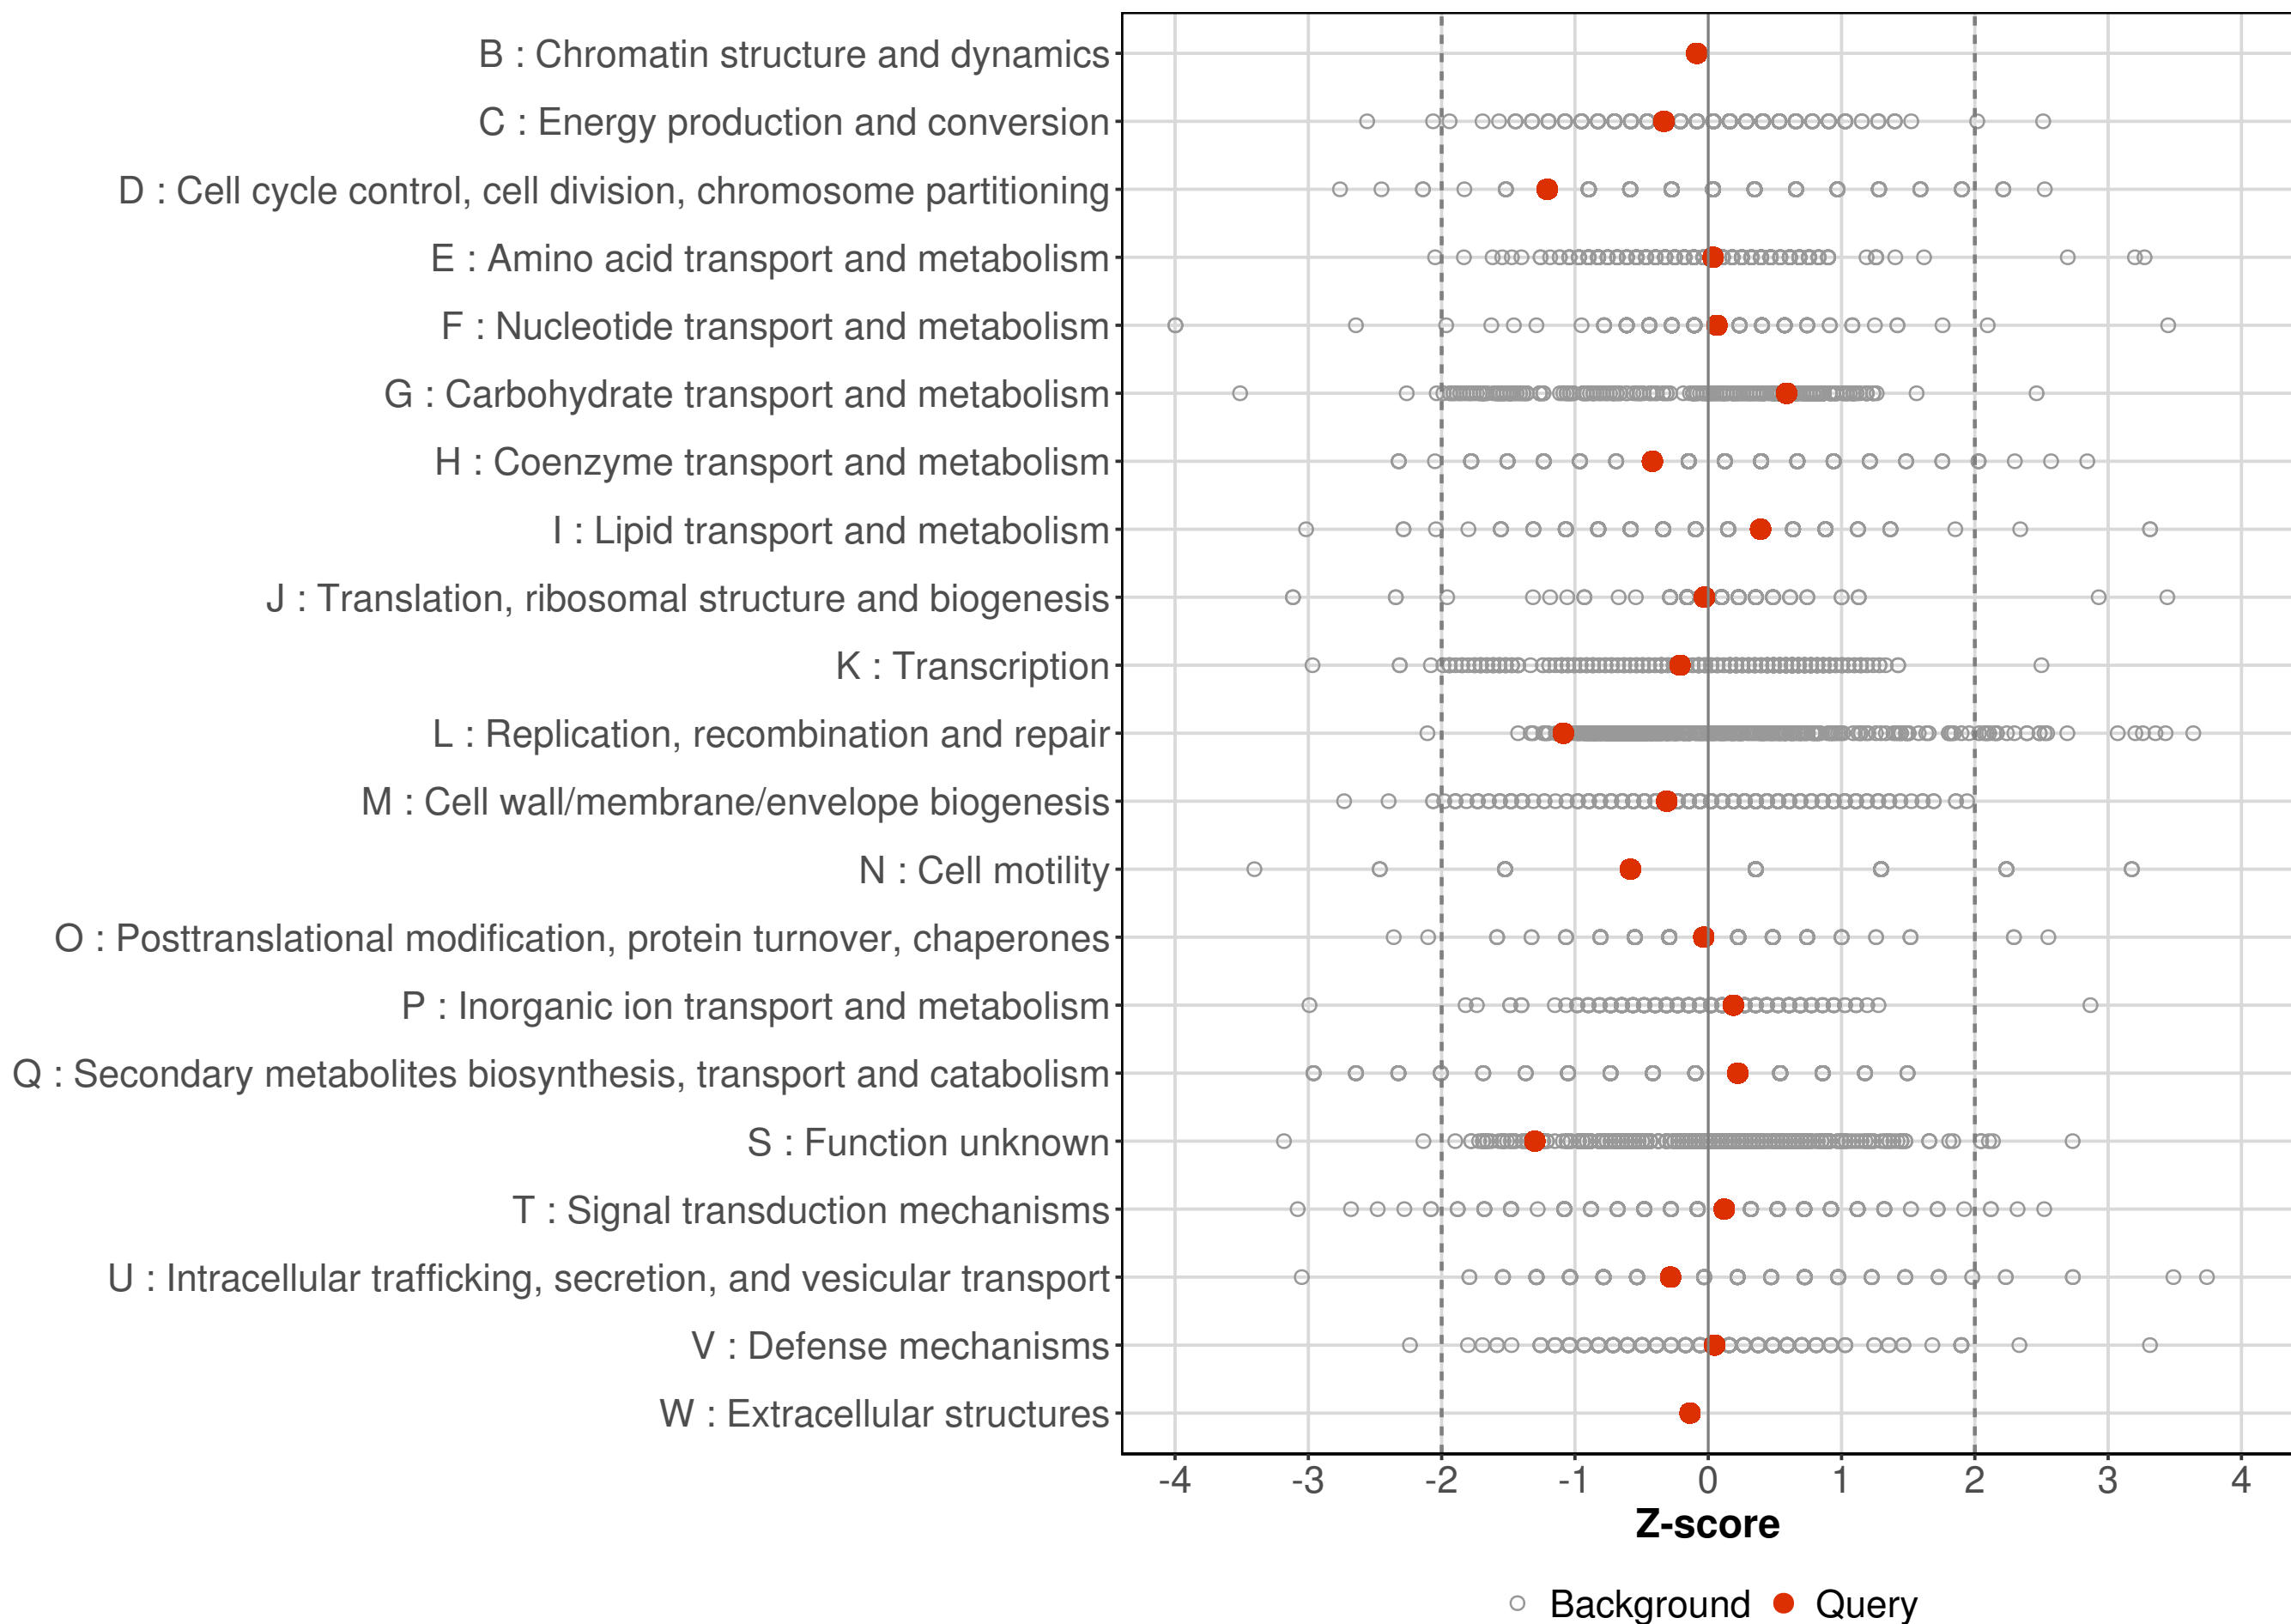 B : Chromatin structure and dynamics
C : Energy production and conversion
D : Cell cycle control, cell division, chromosome partitioning
E : Amino acid transport and metabolism
F : Nucleotide transport and metabolism
G : Carbohydrate transport and metabolism
H : Coenzyme transport and metabolism
I : Lipid transport and metabolism
J : Translation, ribosomal structure and biogenesis
K : Transcription
L : Replication, recombination and repair
M : Cell wall/membrane/envelope biogenesis
N : Cell motility
O : Posttranslational modification, protein turnover, chaperones
P : Inorganic ion transport and metabolism
Q : Secondary metabolites biosynthesis, transport and catabolism
S : Function unknown
T : Signal transduction mechanisms
U : Intracellular trafficking, secretion, and vesicular transport
V : Defense mechanisms
W : Extracellular structures
-4 -3 -2 -1 0 1 2 3 4
Z-score
Background Query